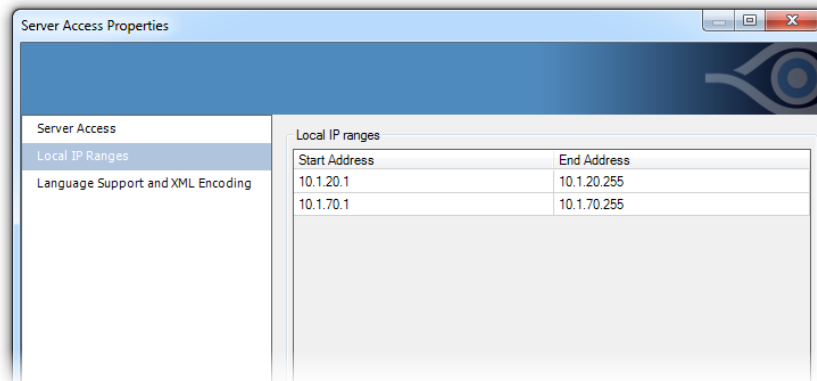 Server Access Properties
Server Access
Local IP Ranges
Language Support and XML Encoding
Local IP ranges
Start Address End Address
10.1.20.1 10.1.20.255
10.1.70.1 10.1.70.255